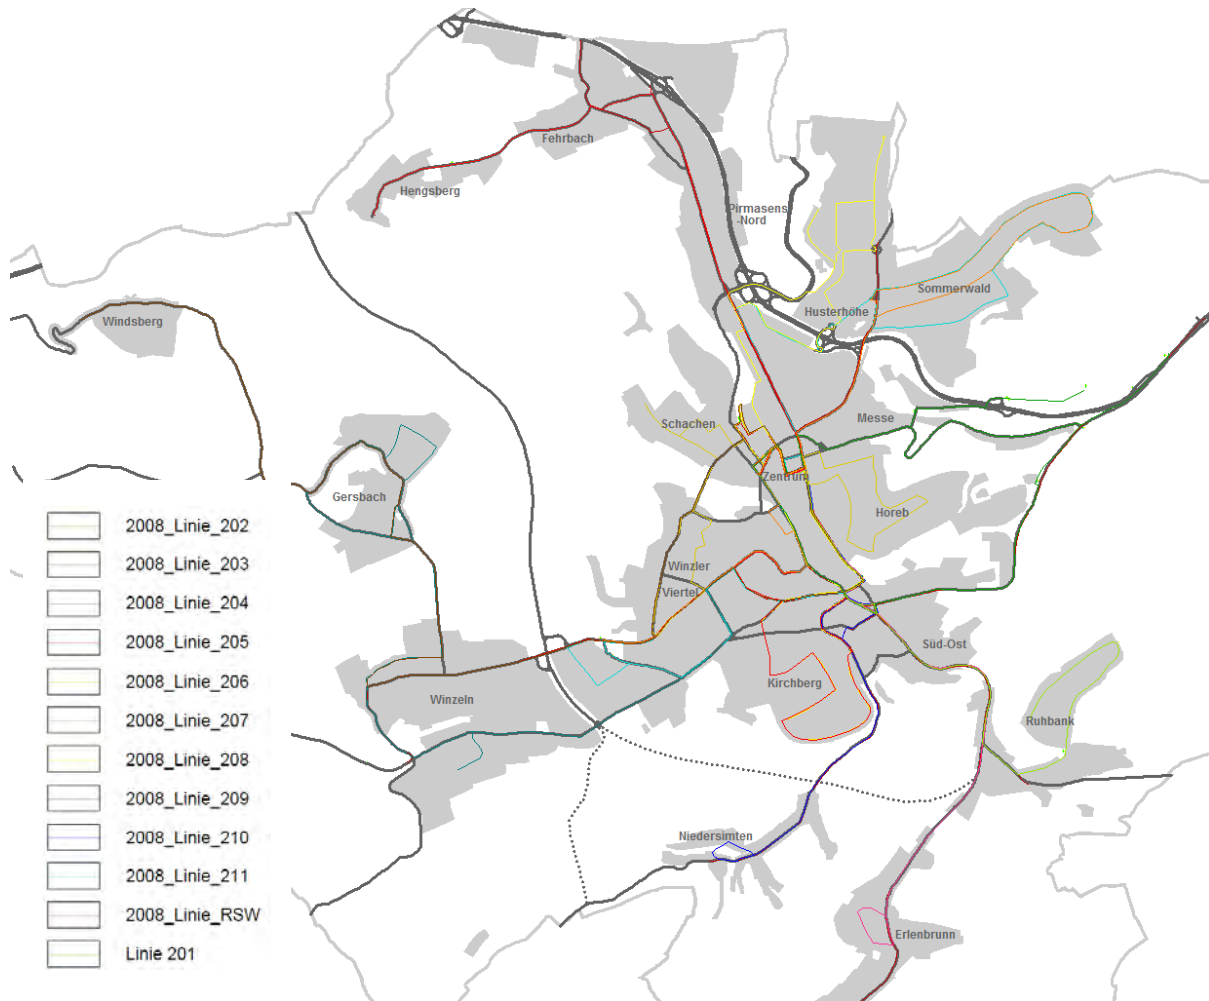 Fehrbach
Hengsberg
Pirmasens
-Nord
Sommerwald
Husterhöhe
Windsberg
Messe
Schachen
Zentrum
Gersbach
Horeb
Winzler
Viertel
Süd-Ost
Kirchberg
Winzeln
Ruhbank
Niedersimten
Erlenbrunn
2008_Linie_202
2008_Linie_203
2008_Linie_204
2008_Linie_205
2008_Linie_206
2008_Linie_207
2008_Linie_208
2008_Linie_209
2008_Linie_210
2008_Linie_211
2008_Linie_RSW
Linie 201